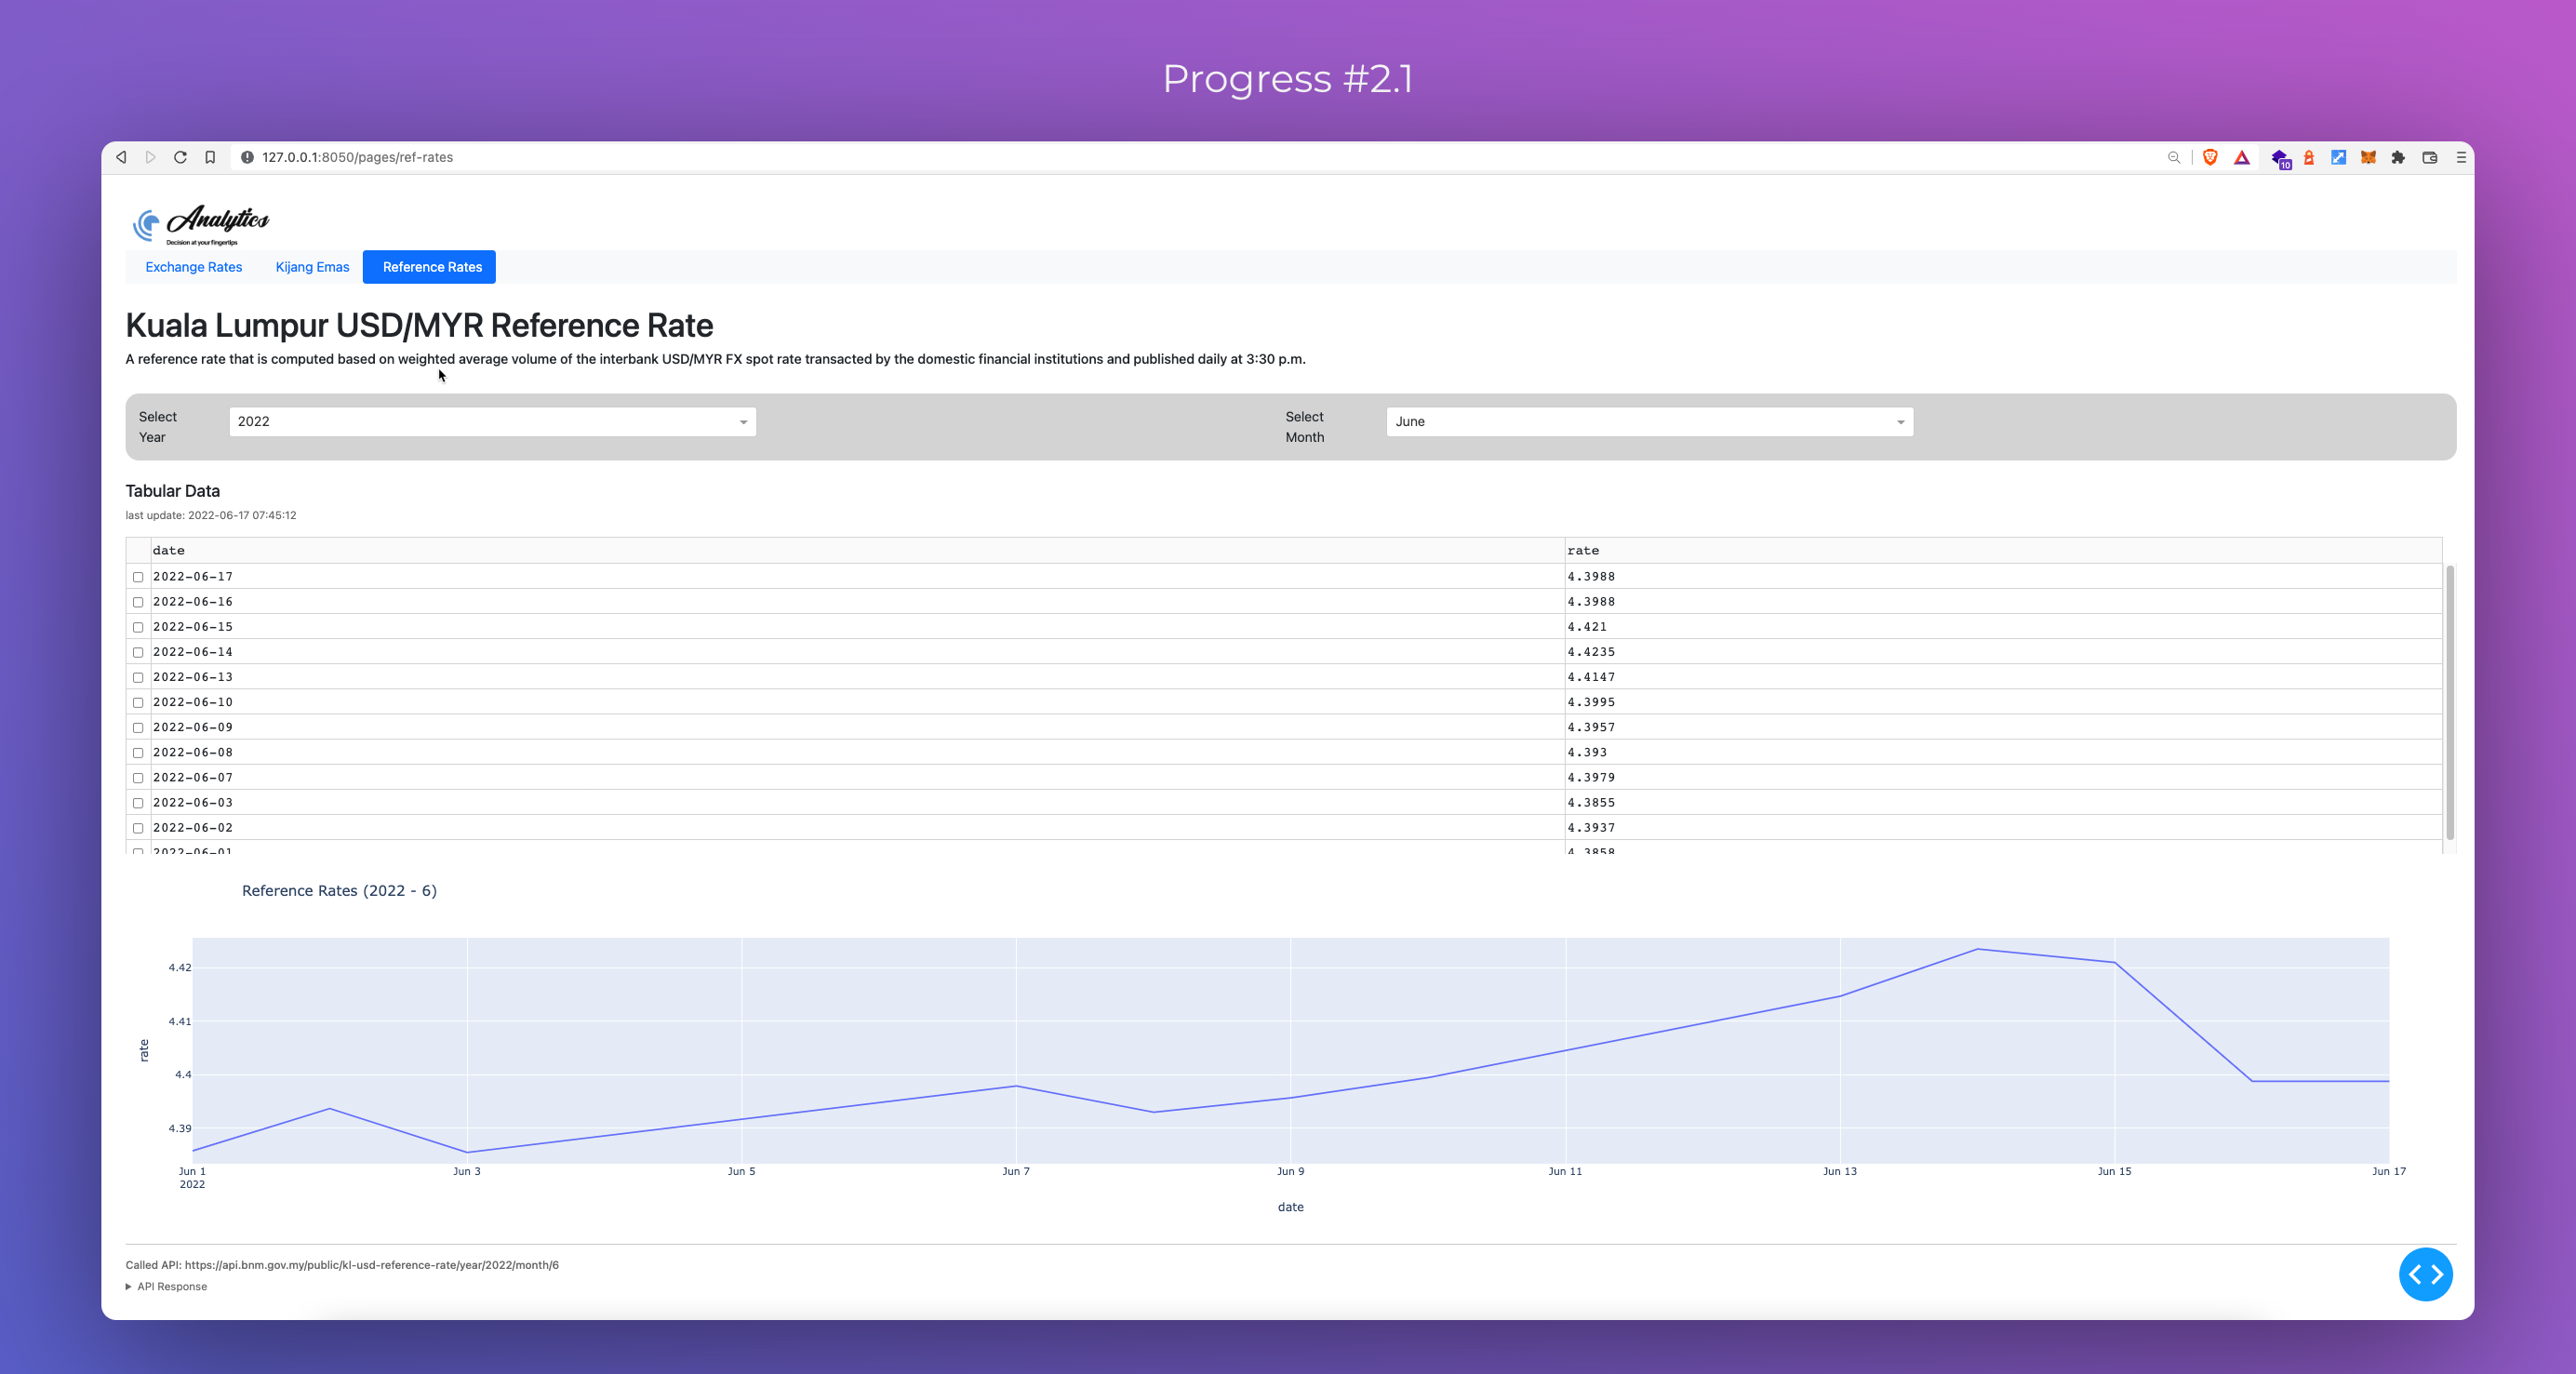 Progress #2.1
127.0.0.1:8050/pages/ref-rates
10
Analytics
Decision at your fingertips
Exchange Rates Kijang Emas Reference Rates
Kuala Lumpur USD/MYR Reference Rate
A reference rate that is computed based on weighted average volume of the interbank USD/MYR FX spot rate transacted by the domestic financial institutions and published daily at 3:30 p.m.
Select Year 2022 Select Month June
Tabular Data
last update: 2022-06-17 07:45:12
date rate
2022-06-17 4.3988
2022-06-16 4.3988
2022-06-15 4.421
2022-06-14 4.4235
2022-06-13 4.4147
2022-06-10 4.3995
2022-06-09 4.3957
2022-06-08 4.393
2022-06-07 4.3979
2022-06-03 4.3855
2022-06-02 4.3937
2022-06-01 4.3858
Reference Rates (2022 - 6)
4.42
4.41
4.4
4.39
rate
Jun 1 Jun 3 Jun 5 Jun 7 Jun 9 Jun 11 Jun 13 Jun 15 Jun 17
2022
date
Called API: https://api.bnm.gov.my/public/kl-usd-reference-rate/year/2022/month/6
API Response